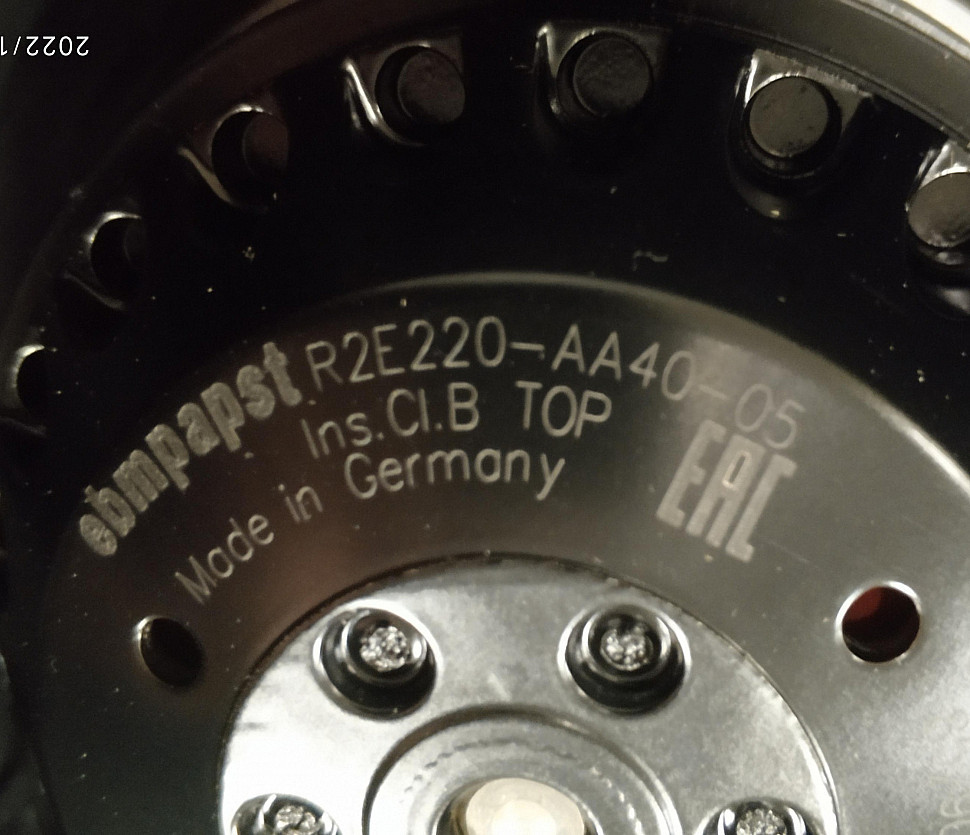 2022/1
ebmpapst R2E220-AA40-05
Ins.Cl.B TOP
Made in Germany
EAC